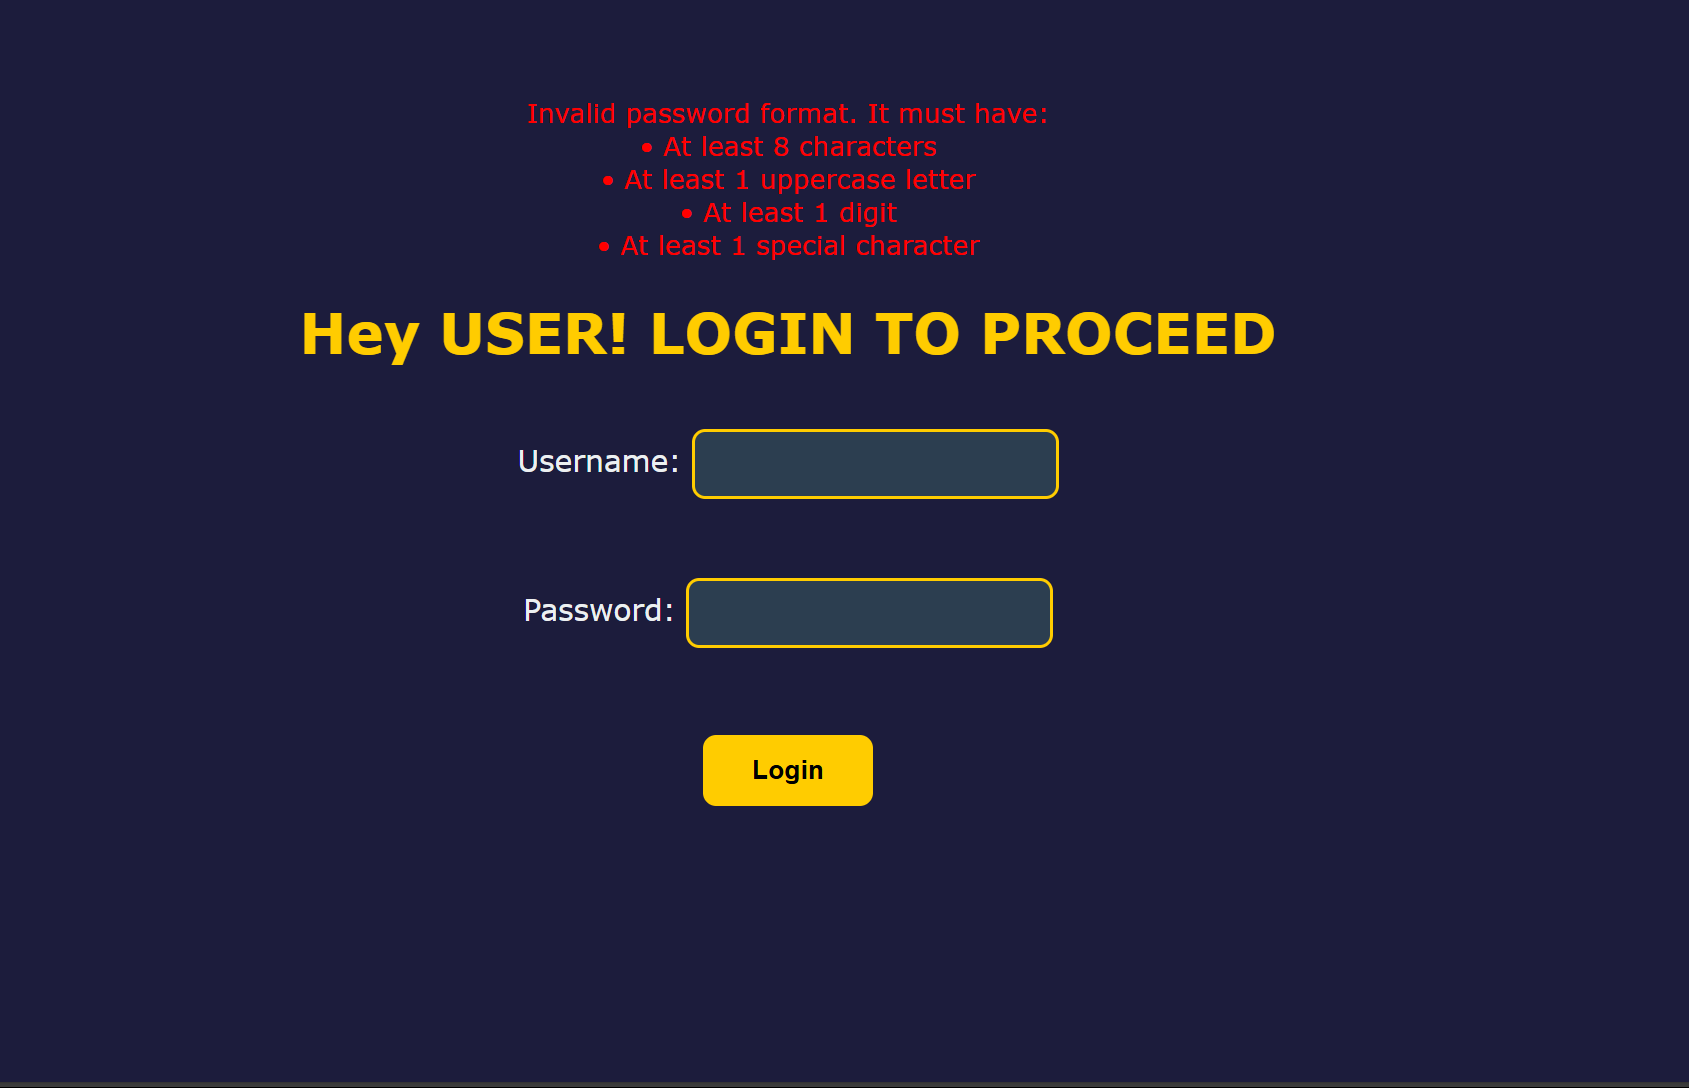 Invalid password format. It must have:
• At least 8 characters
• At least 1 uppercase letter
• At least 1 digit
• At least 1 special character
Hey USER! LOGIN TO PROCEED
Username:
Password:
Login